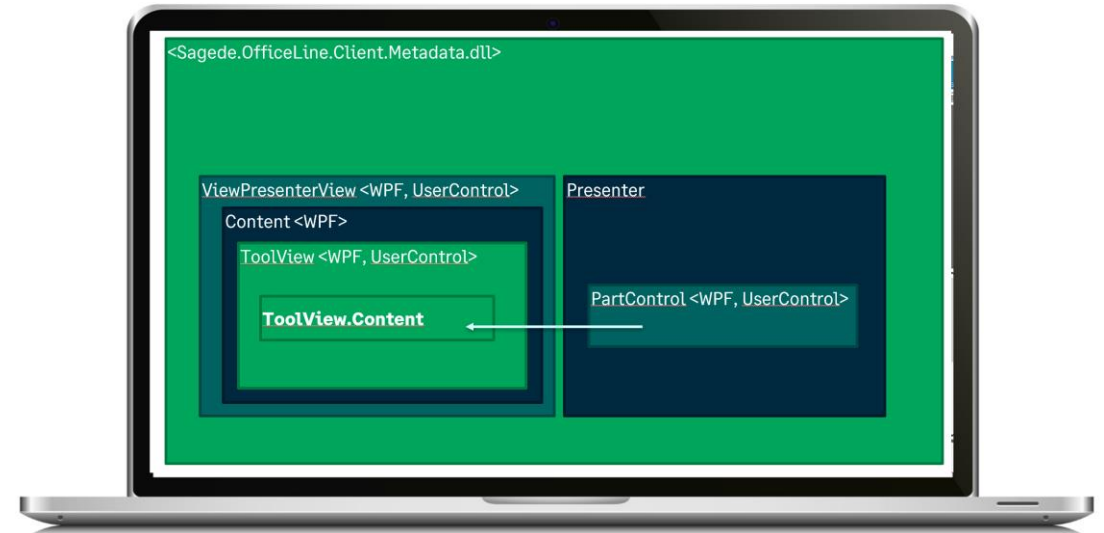 <Sagede.OfficeLine.Client.Metadata.dll>
ViewPresenterView <WPF, UserControl>
Content <WPF>
ToolView <WPF, UserControl>
ToolView.Content
Presenter
PartControl <WPF, UserControl>